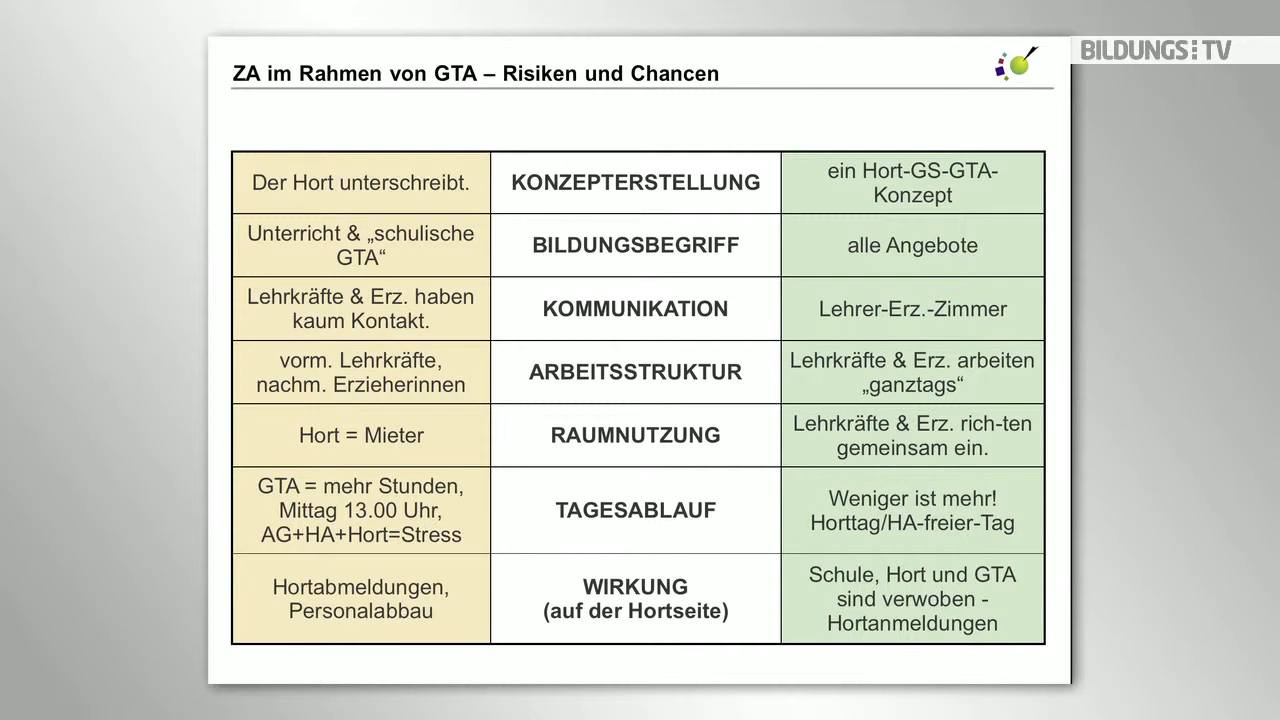 BILDUNGS TV
ZA im Rahmen von GTA – Risiken und Chancen
Der Hort unterschreibt.
KONZEPTERSTELLUNG
ein Hort-GS-GTA-
Konzept
Unterricht & „schulische
GTA“
BILDUNGSBEGRIFF
alle Angebote
Lehrkräfte & Erz. haben
kaum Kontakt.
KOMMUNIKATION
Lehrer-Erz.-Zimmer
vorm. Lehrkräfte,
nachm. Erzieherinnen
ARBEITSSTRUKTUR
Lehrkräfte & Erz. arbeiten
„ganztags“
Hort = Mieter
RAUMNUTZUNG
Lehrkräfte & Erz. rich-ten
gemeinsam ein.
GTA = mehr Stunden,
Mittag 13.00 Uhr,
AG+HA+Hort=Stress
TAGESABLAUF
Weniger ist mehr!
Horttag/HA-freier-Tag
Hortabmeldungen,
Personalabbau
WIRKUNG
(auf der Hortseite)
Schule, Hort und GTA
sind verwoben -
Hortanmeldungen